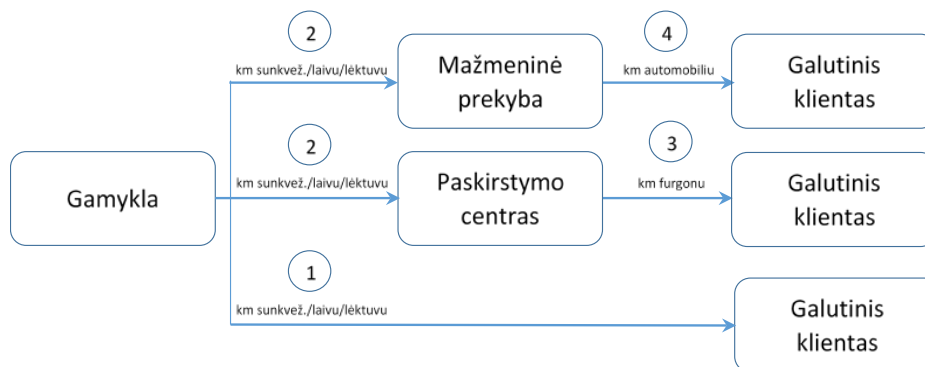 2
4
km sunkvež./laivu/lėktuvu
Mažmeninė
prekyba
km automobiliu
Galutinis
klientas
2
3
Gamykla
km sunkvež./laivu/lėktuvu
Paskirstymo
centras
km furgonu
Galutinis
klientas
1
km sunkvež./laivu/lėktuvu
Galutinis
klientas